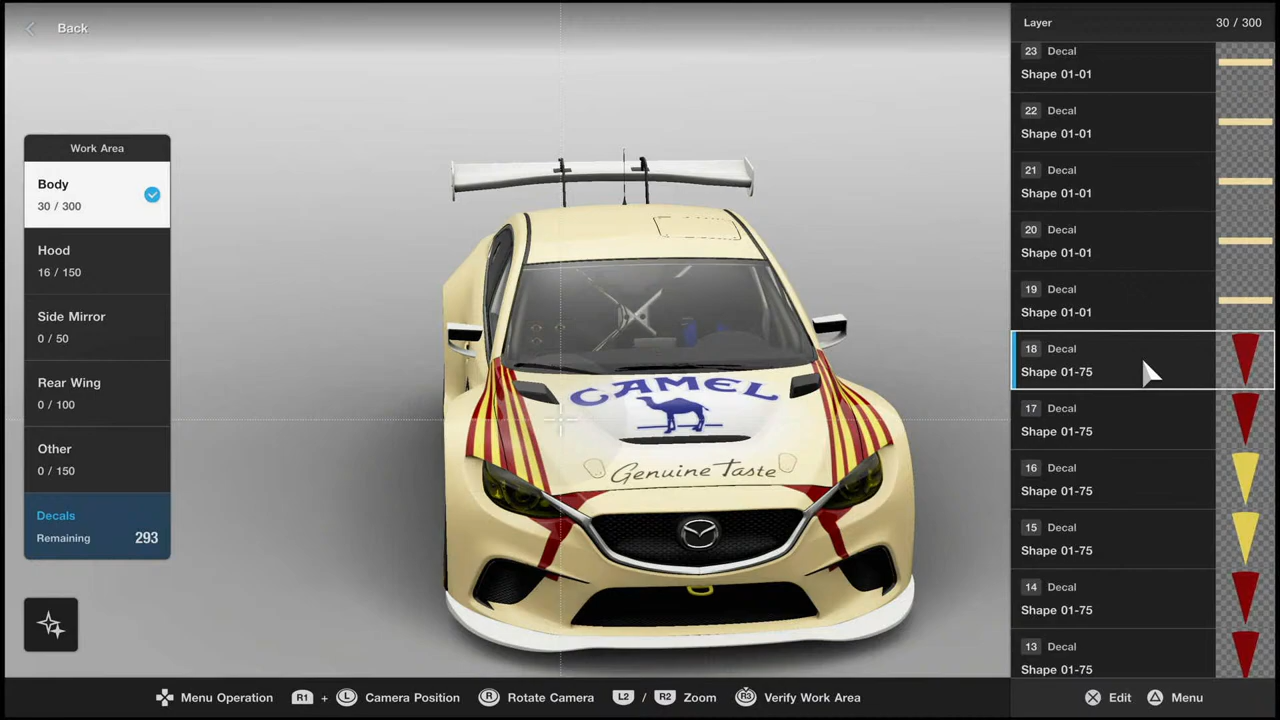 Back
Layer 30 / 300
23 Decal
Shape 01-01
22 Decal
Shape 01-01
21 Decal
Shape 01-01
20 Decal
Shape 01-01
19 Decal
Shape 01-01
18 Decal
Shape 01-75
17 Decal
Shape 01-75
16 Decal
Shape 01-75
15 Decal
Shape 01-75
14 Decal
Shape 01-75
13 Decal
Shape 01-75
Work Area
Body
30 / 300
Hood
16 / 150
Side Mirror
0 / 50
Rear Wing
0 / 100
Other
0 / 150
Decals
Remaining 293
CAMEL
Genuine Taste
Menu Operation R1 + L Camera Position R Rotate Camera L2 / R2 Zoom R3 Verify Work Area Edit Menu